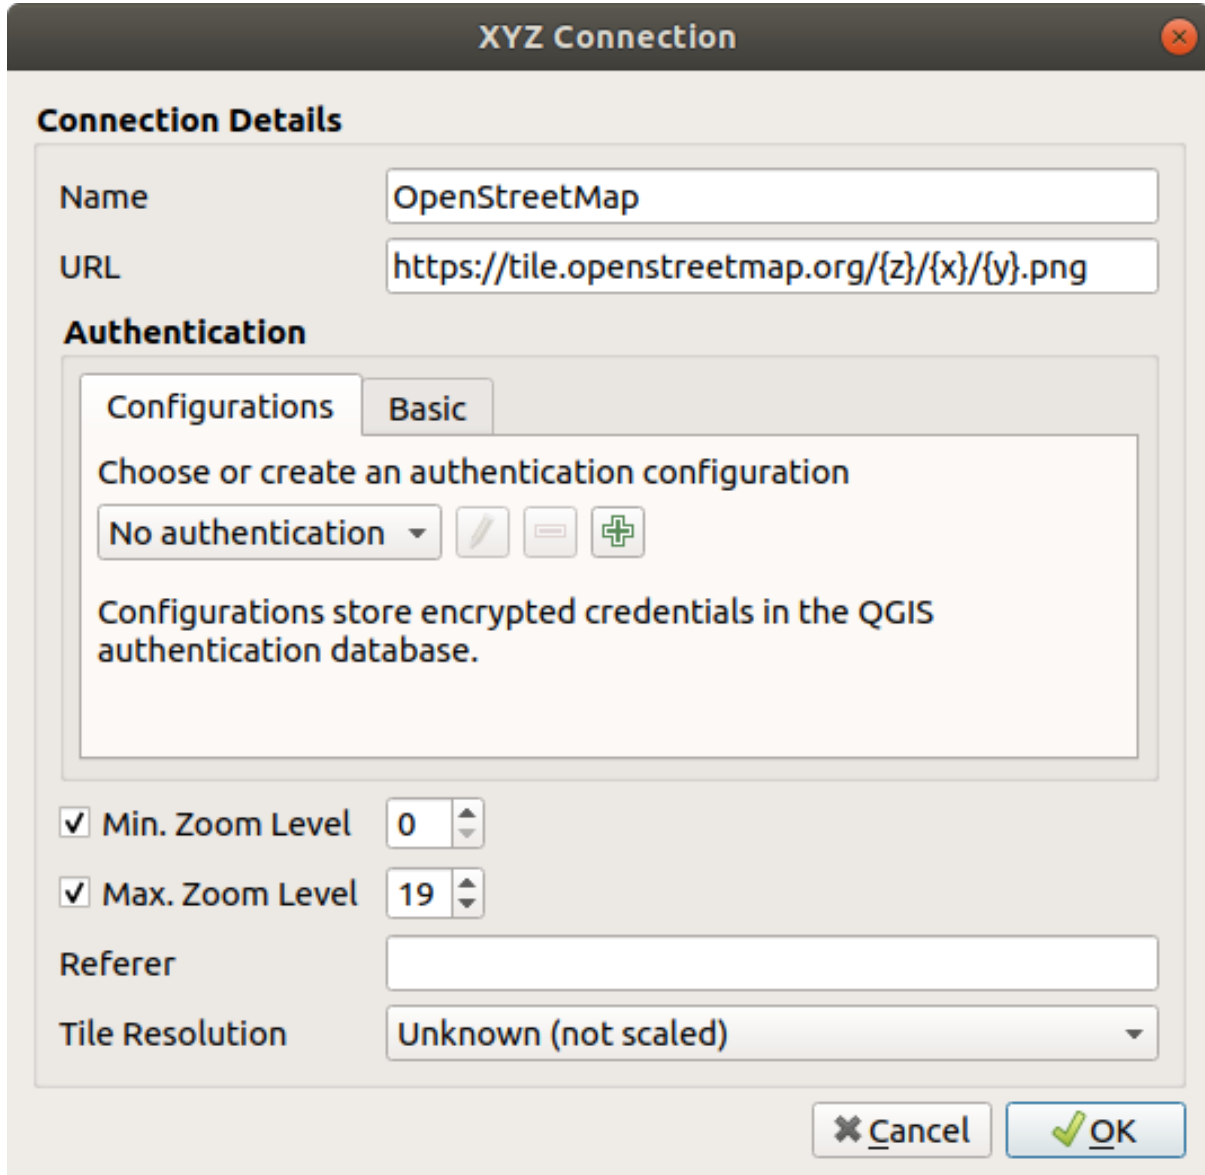 XYZ Connection
Connection Details
Name OpenStreetMap
URL https://tile.openstreetmap.org/{z}/{x}/{y}.png
Authentication
Configurations Basic
Choose or create an authentication configuration
No authentication
Configurations store encrypted credentials in the QGIS
authentication database.
Min. Zoom Level 0
Max. Zoom Level 19
Referer
Tile Resolution Unknown (not scaled)
Cancel OK